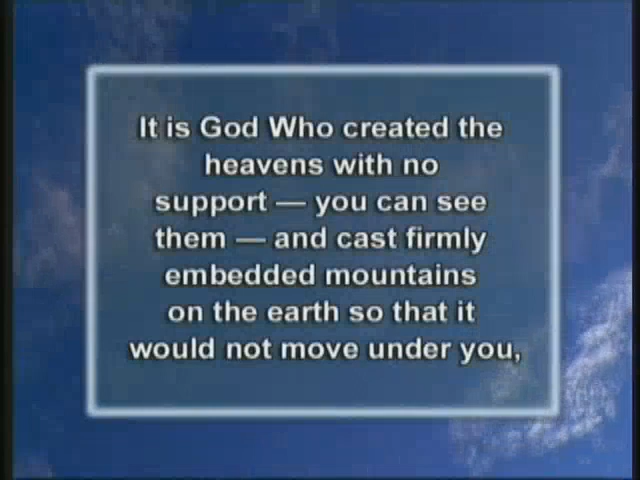 It is God Who created the
heavens with no
support — you can see
them — and cast firmly
embedded mountains
on the earth so that it
would not move under you,